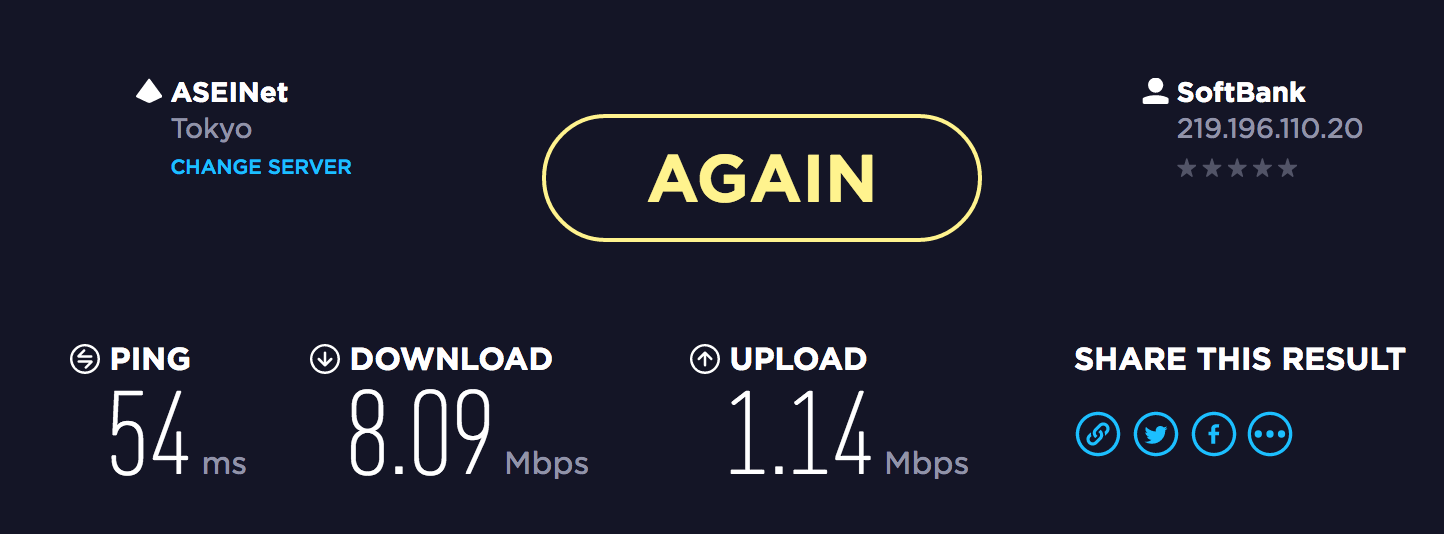 ASEINet
Tokyo
CHANGE SERVER
AGAIN
SoftBank
219.196.110.20
PING
54 ms
DOWNLOAD
8.09 Mbps
UPLOAD
1.14 Mbps
SHARE THIS RESULT